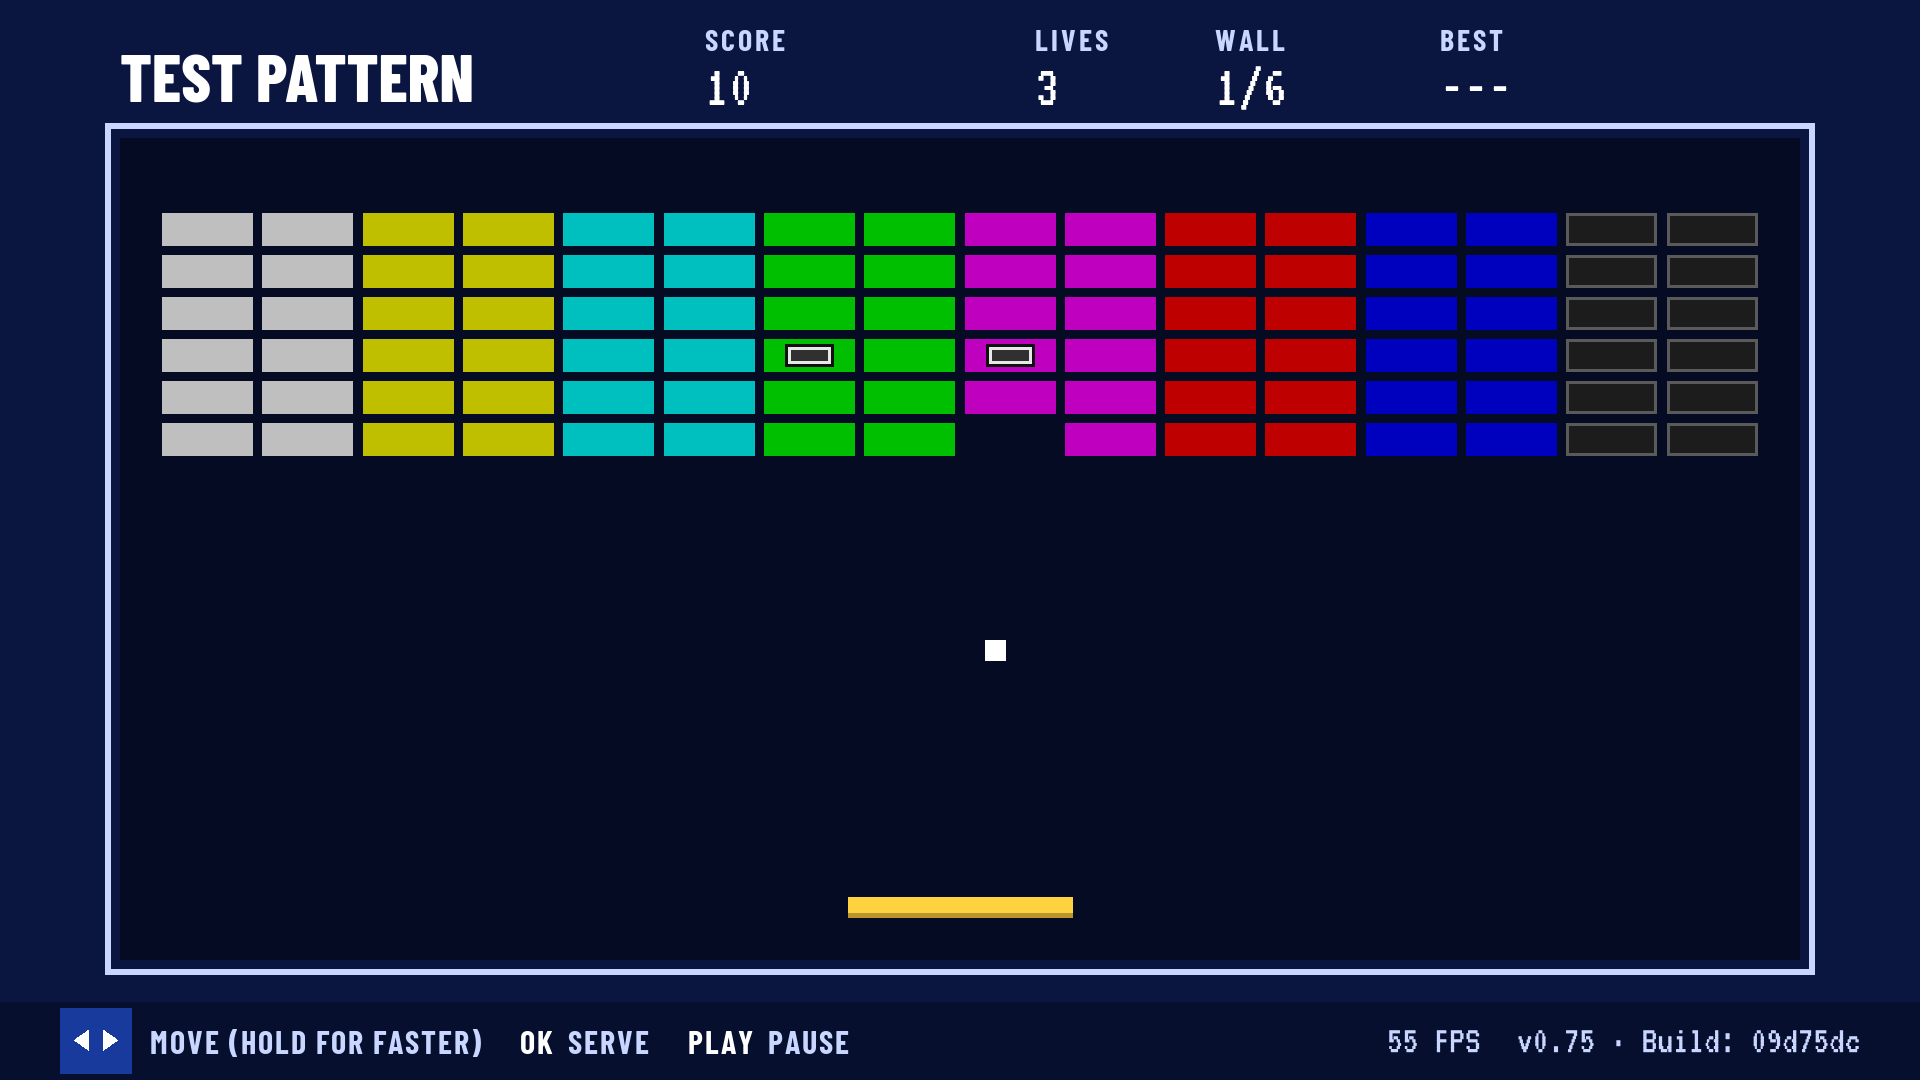 TEST PATTERN
SCORE
10
LIVES
3
WALL
1/6
BEST
---
MOVE (HOLD FOR FASTER) OK SERVE PLAY PAUSE
55 FPS v0.75 · Build: 09d75dc